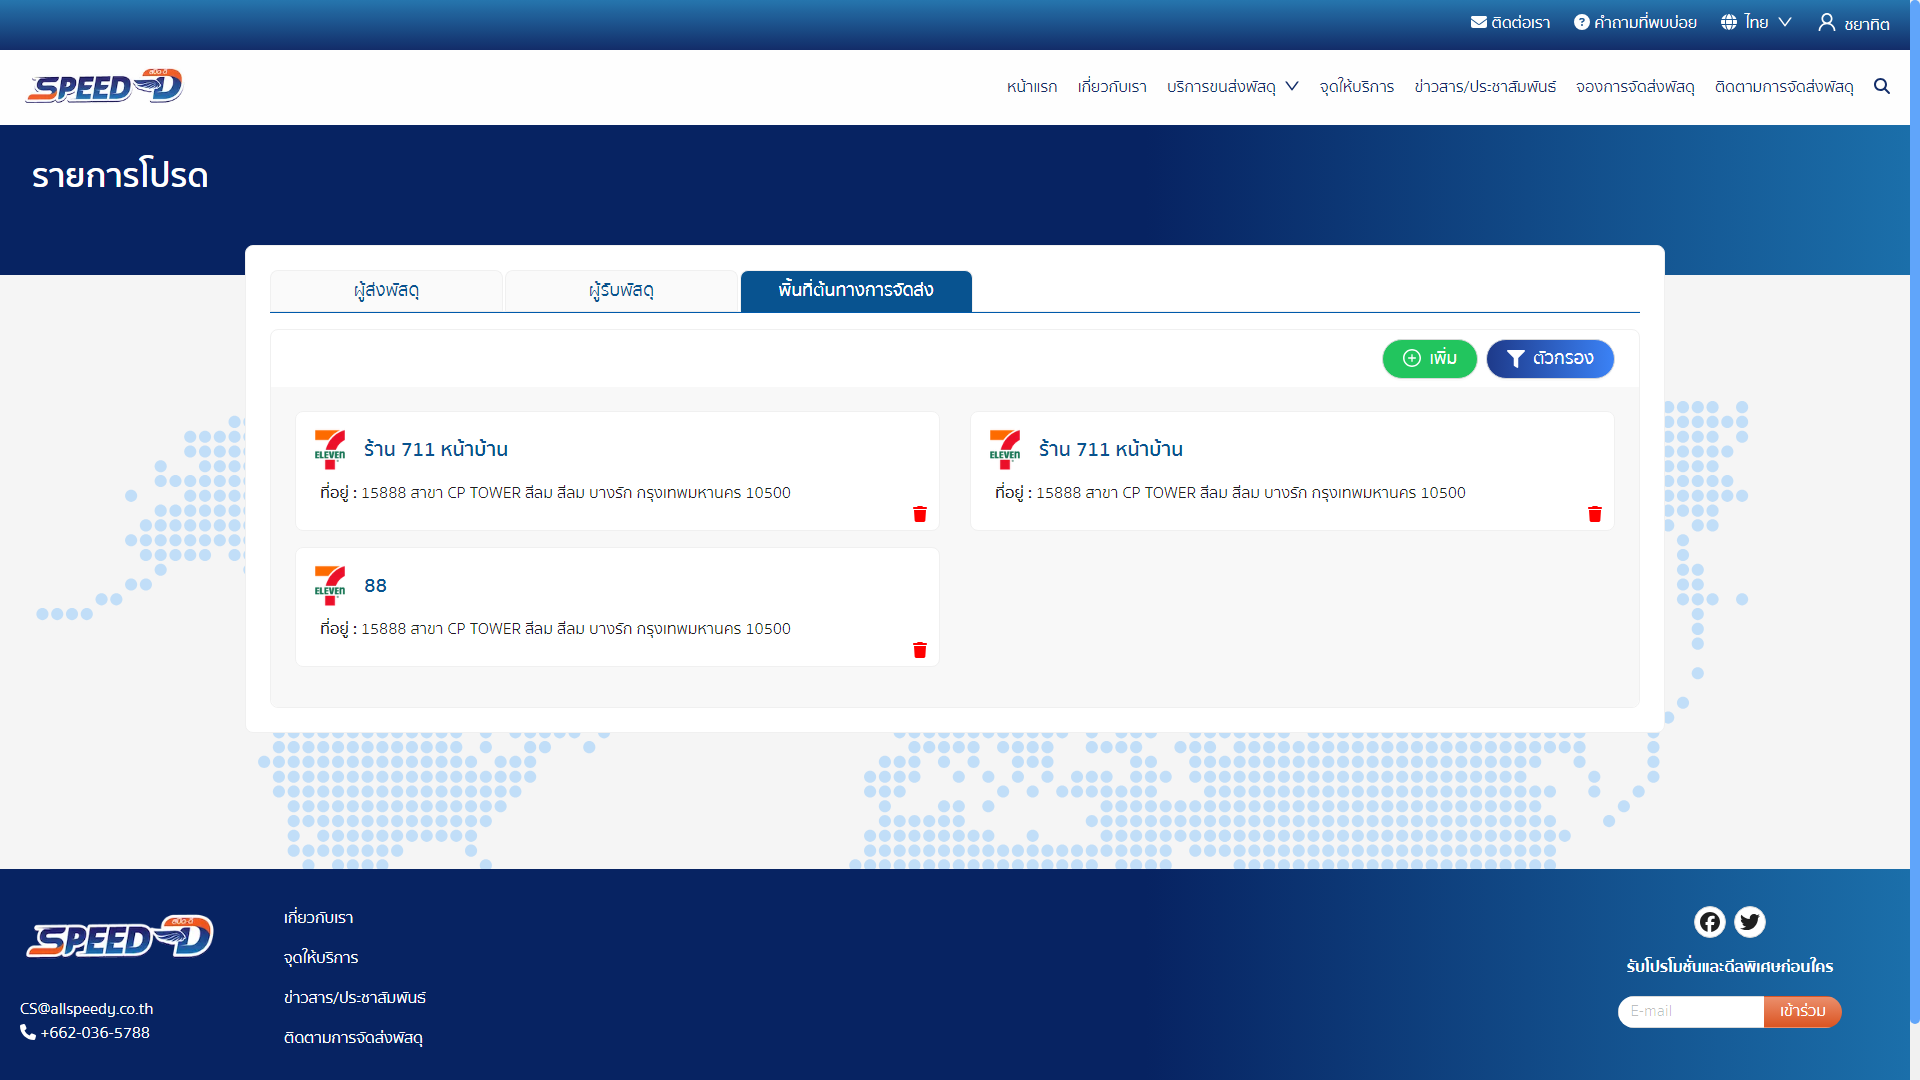 ติดต่อเรา คำถามที่พบบ่อย ไทย ชยาทิต
สปีด-ดี
SPEED-D
หน้าแรก เกี่ยวกับเรา บริการขนส่งพัสดุ จุดให้บริการ ข่าวสาร/ประชาสัมพันธ์ จองการจัดส่งพัสดุ ติดตามการจัดส่งพัสดุ
รายการโปรด
ผู้ส่งพัสดุ ผู้รับพัสดุ พื้นที่ต้นทางการจัดส่ง
เพิ่ม ตัวกรอง
7 ELEVEN ร้าน 711 หน้าบ้าน
ที่อยู่ : 15888 สาขา CP TOWER สีลม สีลม บางรัก กรุงเทพมหานคร 10500
7 ELEVEN ร้าน 711 หน้าบ้าน
ที่อยู่ : 15888 สาขา CP TOWER สีลม สีลม บางรัก กรุงเทพมหานคร 10500
7 ELEVEN 88
ที่อยู่ : 15888 สาขา CP TOWER สีลม สีลม บางรัก กรุงเทพมหานคร 10500
สปีด-ดี
SPEED-D
CS@allspeedy.co.th
+662-036-5788
เกี่ยวกับเรา
จุดให้บริการ
ข่าวสาร/ประชาสัมพันธ์
ติดตามการจัดส่งพัสดุ
รับโปรโมชั่นและดีลพิเศษก่อนใคร
E-mail เข้าร่วม